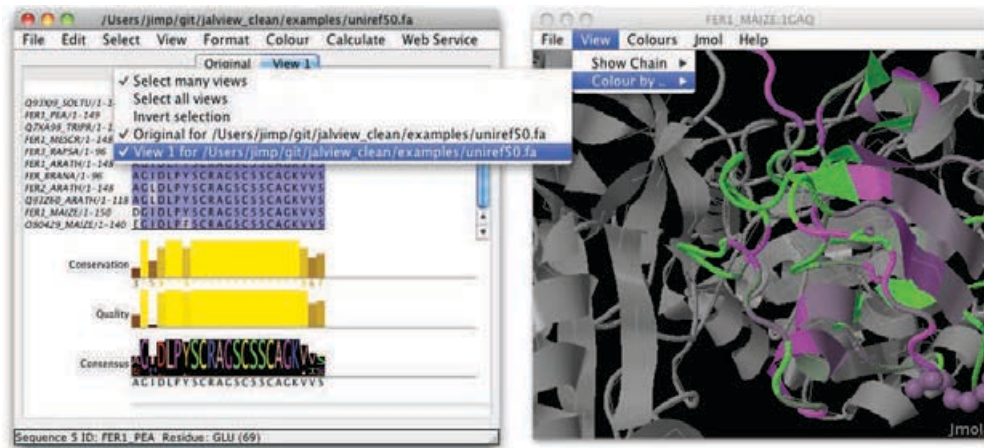 /Users/jimp/git/jalview_clean/examples/uniref50.fa
File Edit Select View Format Colour Calculate Web Service
Original View 1
✓ Select many views
Select all views
Invert selection
✓ Original for /Users/jimp/git/jalview_clean/examples/uniref50.fa
✓ View 1 for /Users/jimp/git/jalview_clean/examples/uniref50.fa
Q93XJ9_SOLTU/1-1
FER1_PEA/1-149
Q7XA98_TRIPR/1-1
FER1_MESCR/1-148
FER1_RAPSA/1-96
FER1_ARATH/1-148
FER_BRANA/1-96 AGIDLPYSCRAGSCSSCAGKVVS
FER2_ARATH/1-148 AGLDLPYSCRAGSCSSCAGKVVS
Q93Z60_ARATH/1-118 AGLDLPYSCRAGSCSSCAGKVVS
FER1_MAIZE/1-150 DGIDLPYSCRAGSCSSCAGKVVS
O80429_MAIZE/1-140
Conservation
Quality
Consensus
AGIDLPYSCRAGSCSSCAGKVVS
Sequence 5 ID: FER1_PEA Residue: GLU (69)
FER1_MAIZE:1GAQ
File View Colours Jmol Help
Show Chain
Colour by ..
Jmol